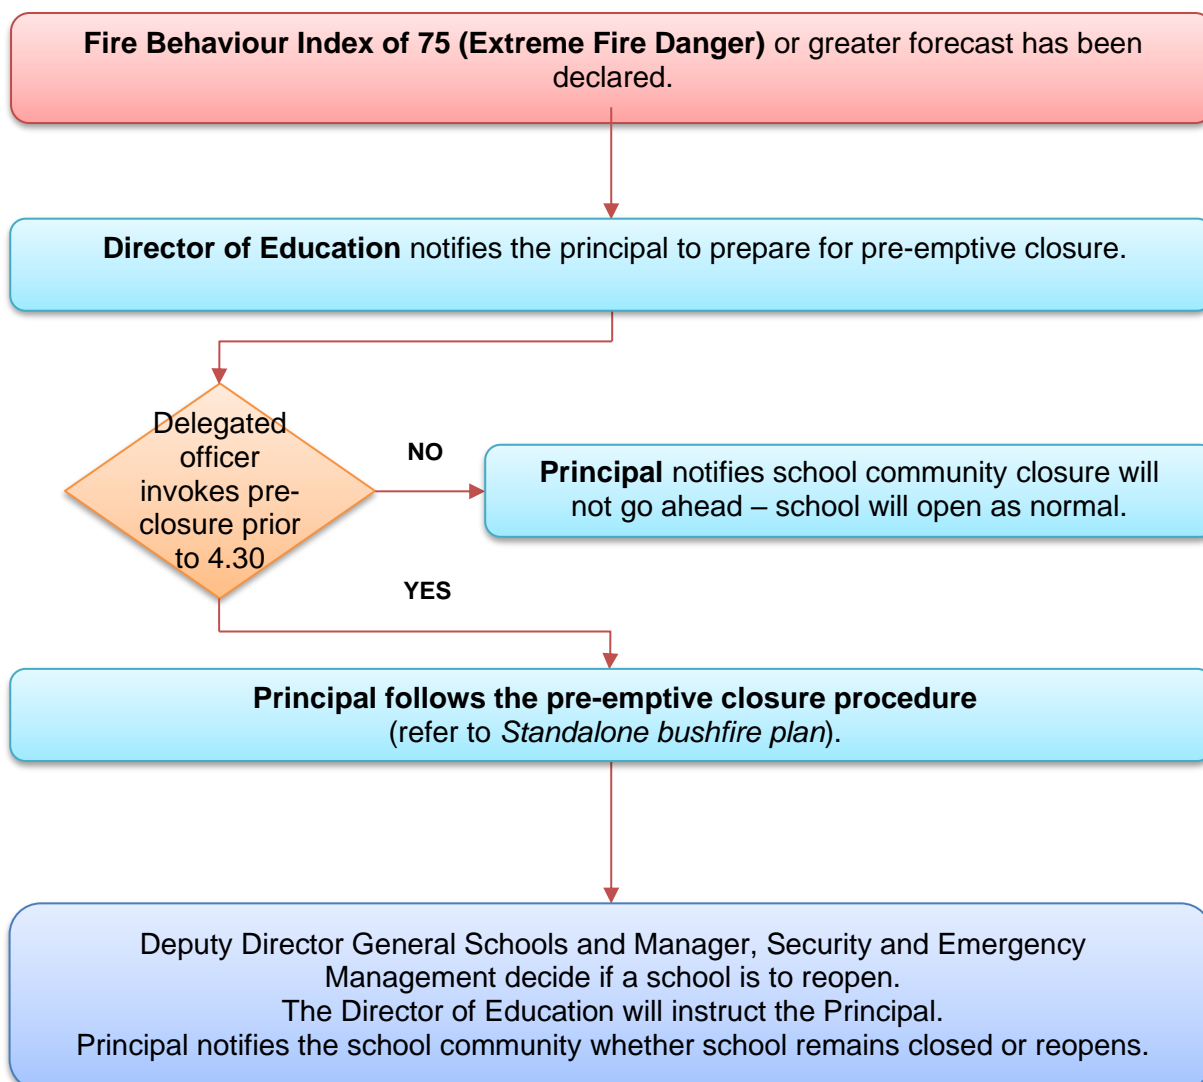 Fire Behaviour Index of 75 (Extreme Fire Danger) or greater forecast has been
declared.
Director of Education notifies the principal to prepare for pre-emptive closure.
Delegated
officer
invokes pre-
closure prior
to 4.30
NO
Principal notifies school community closure will
not go ahead – school will open as normal.
YES
Principal follows the pre-emptive closure procedure
(refer to Standalone bushfire plan).
Deputy Director General Schools and Manager, Security and Emergency
Management decide if a school is to reopen.
The Director of Education will instruct the Principal.
Principal notifies the school community whether school remains closed or reopens.